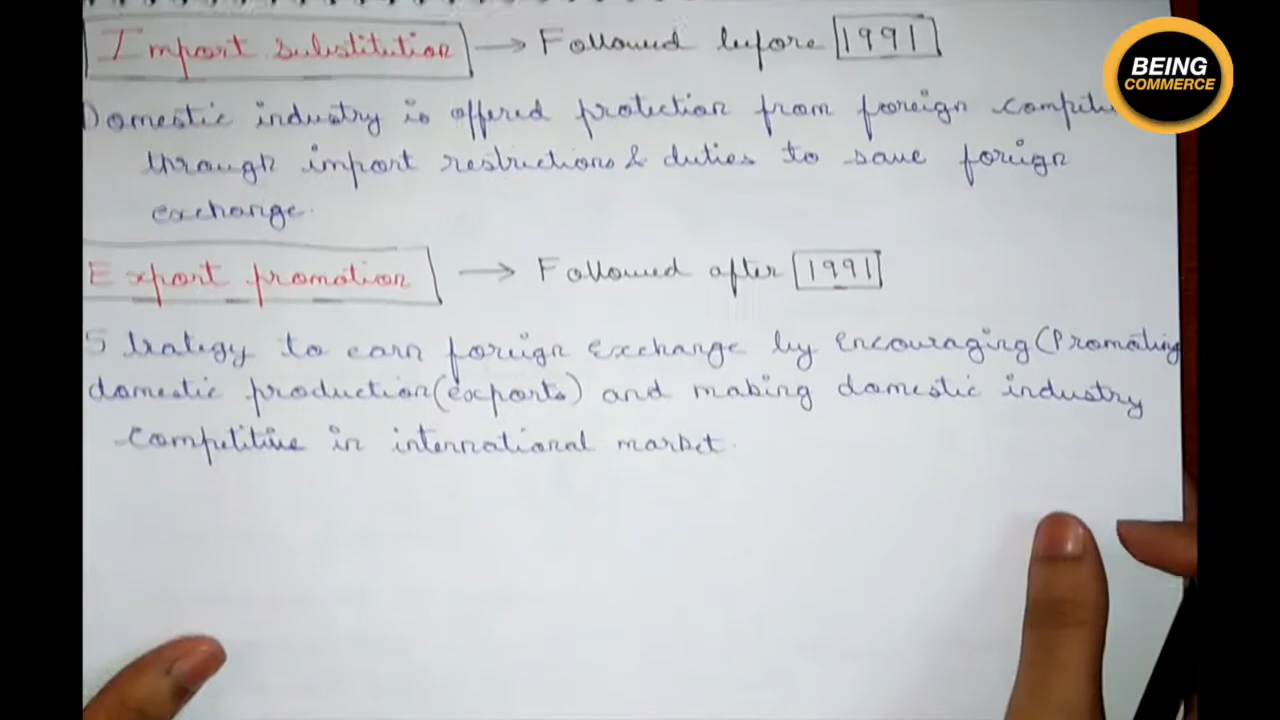 Import substitution → Followed before 1991
BEING
COMMERCE
Domestic industry is offered protection from foreign
through import restrictions & duties to save foreign
exchange.
Export promotion → Followed after 1991
Strategy to earn foreign exchange by encouraging (Promoting
domestic production (exports) and making domestic industry
competitive in international market.